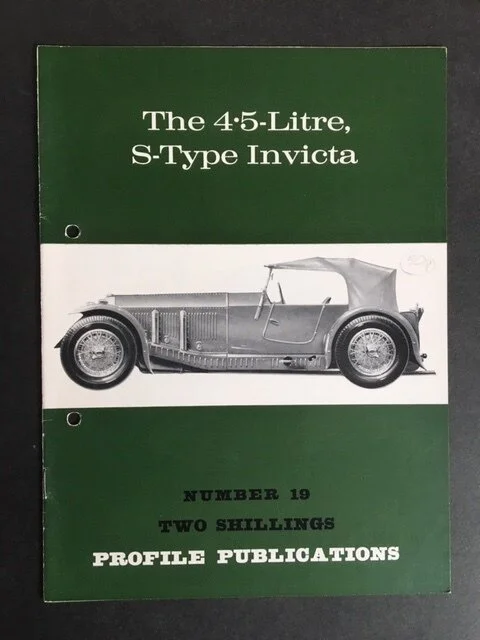 The 4·5-Litre,
S-Type Invicta
NUMBER 19
TWO SHILLINGS
PROFILE PUBLICATIONS